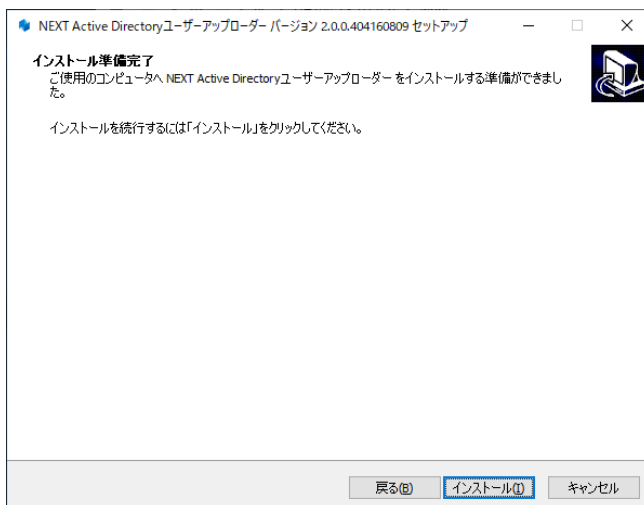 NEXT Active Directoryユーザーアップローダー バージョン 2.0.0.404160809 セットアップ
インストール準備完了
ご使用のコンピュータへ NEXT Active Directoryユーザーアップローダー をインストールする準備ができまし
た。
インストールを続行するには「インストール」をクリックしてください。
戻る(B) インストール(I) キャンセル